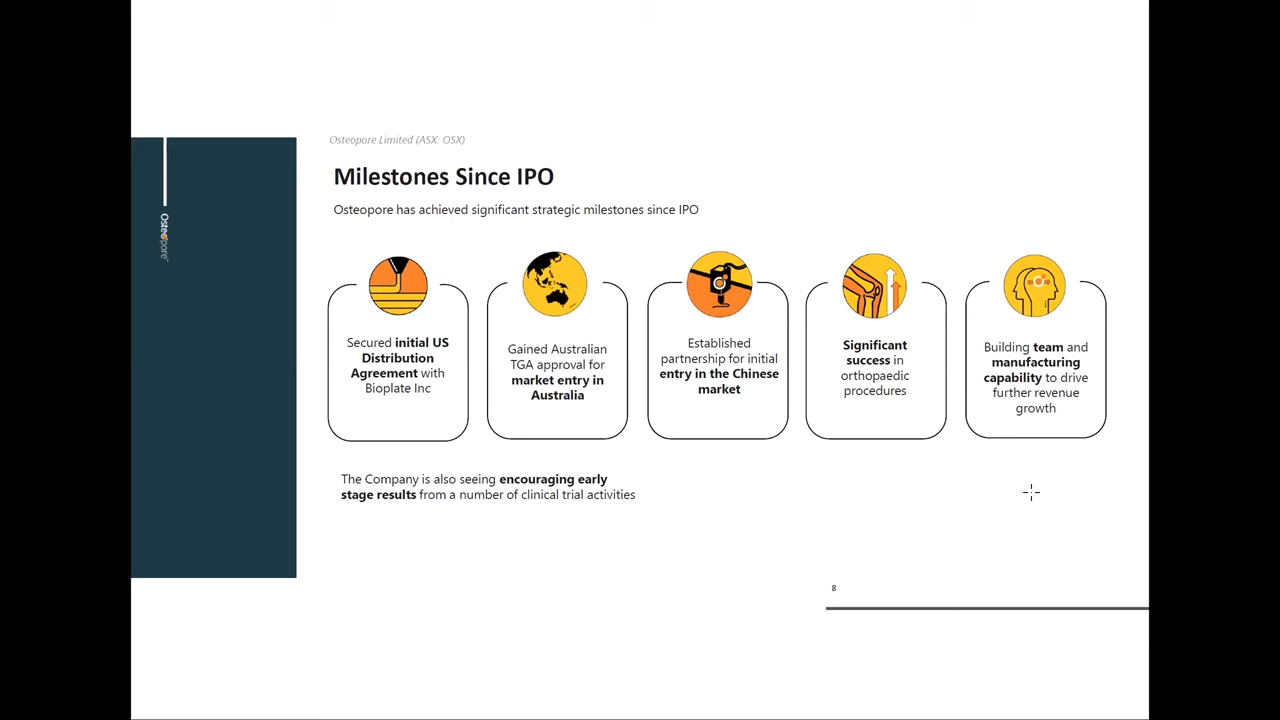 Osteopore Limited (ASX: OSX)
Milestones Since IPO
Osteopore has achieved significant strategic milestones since IPO
Osteopore™
Secured initial US
Distribution
Agreement with
Bioplate Inc
Gained Australian
TGA approval for
market entry in
Australia
Established
partnership for initial
entry in the Chinese
market
Significant
success in
orthopaedic
procedures
Building team and
manufacturing
capability to drive
further revenue
growth
The Company is also seeing encouraging early
stage results from a number of clinical trial activities
8